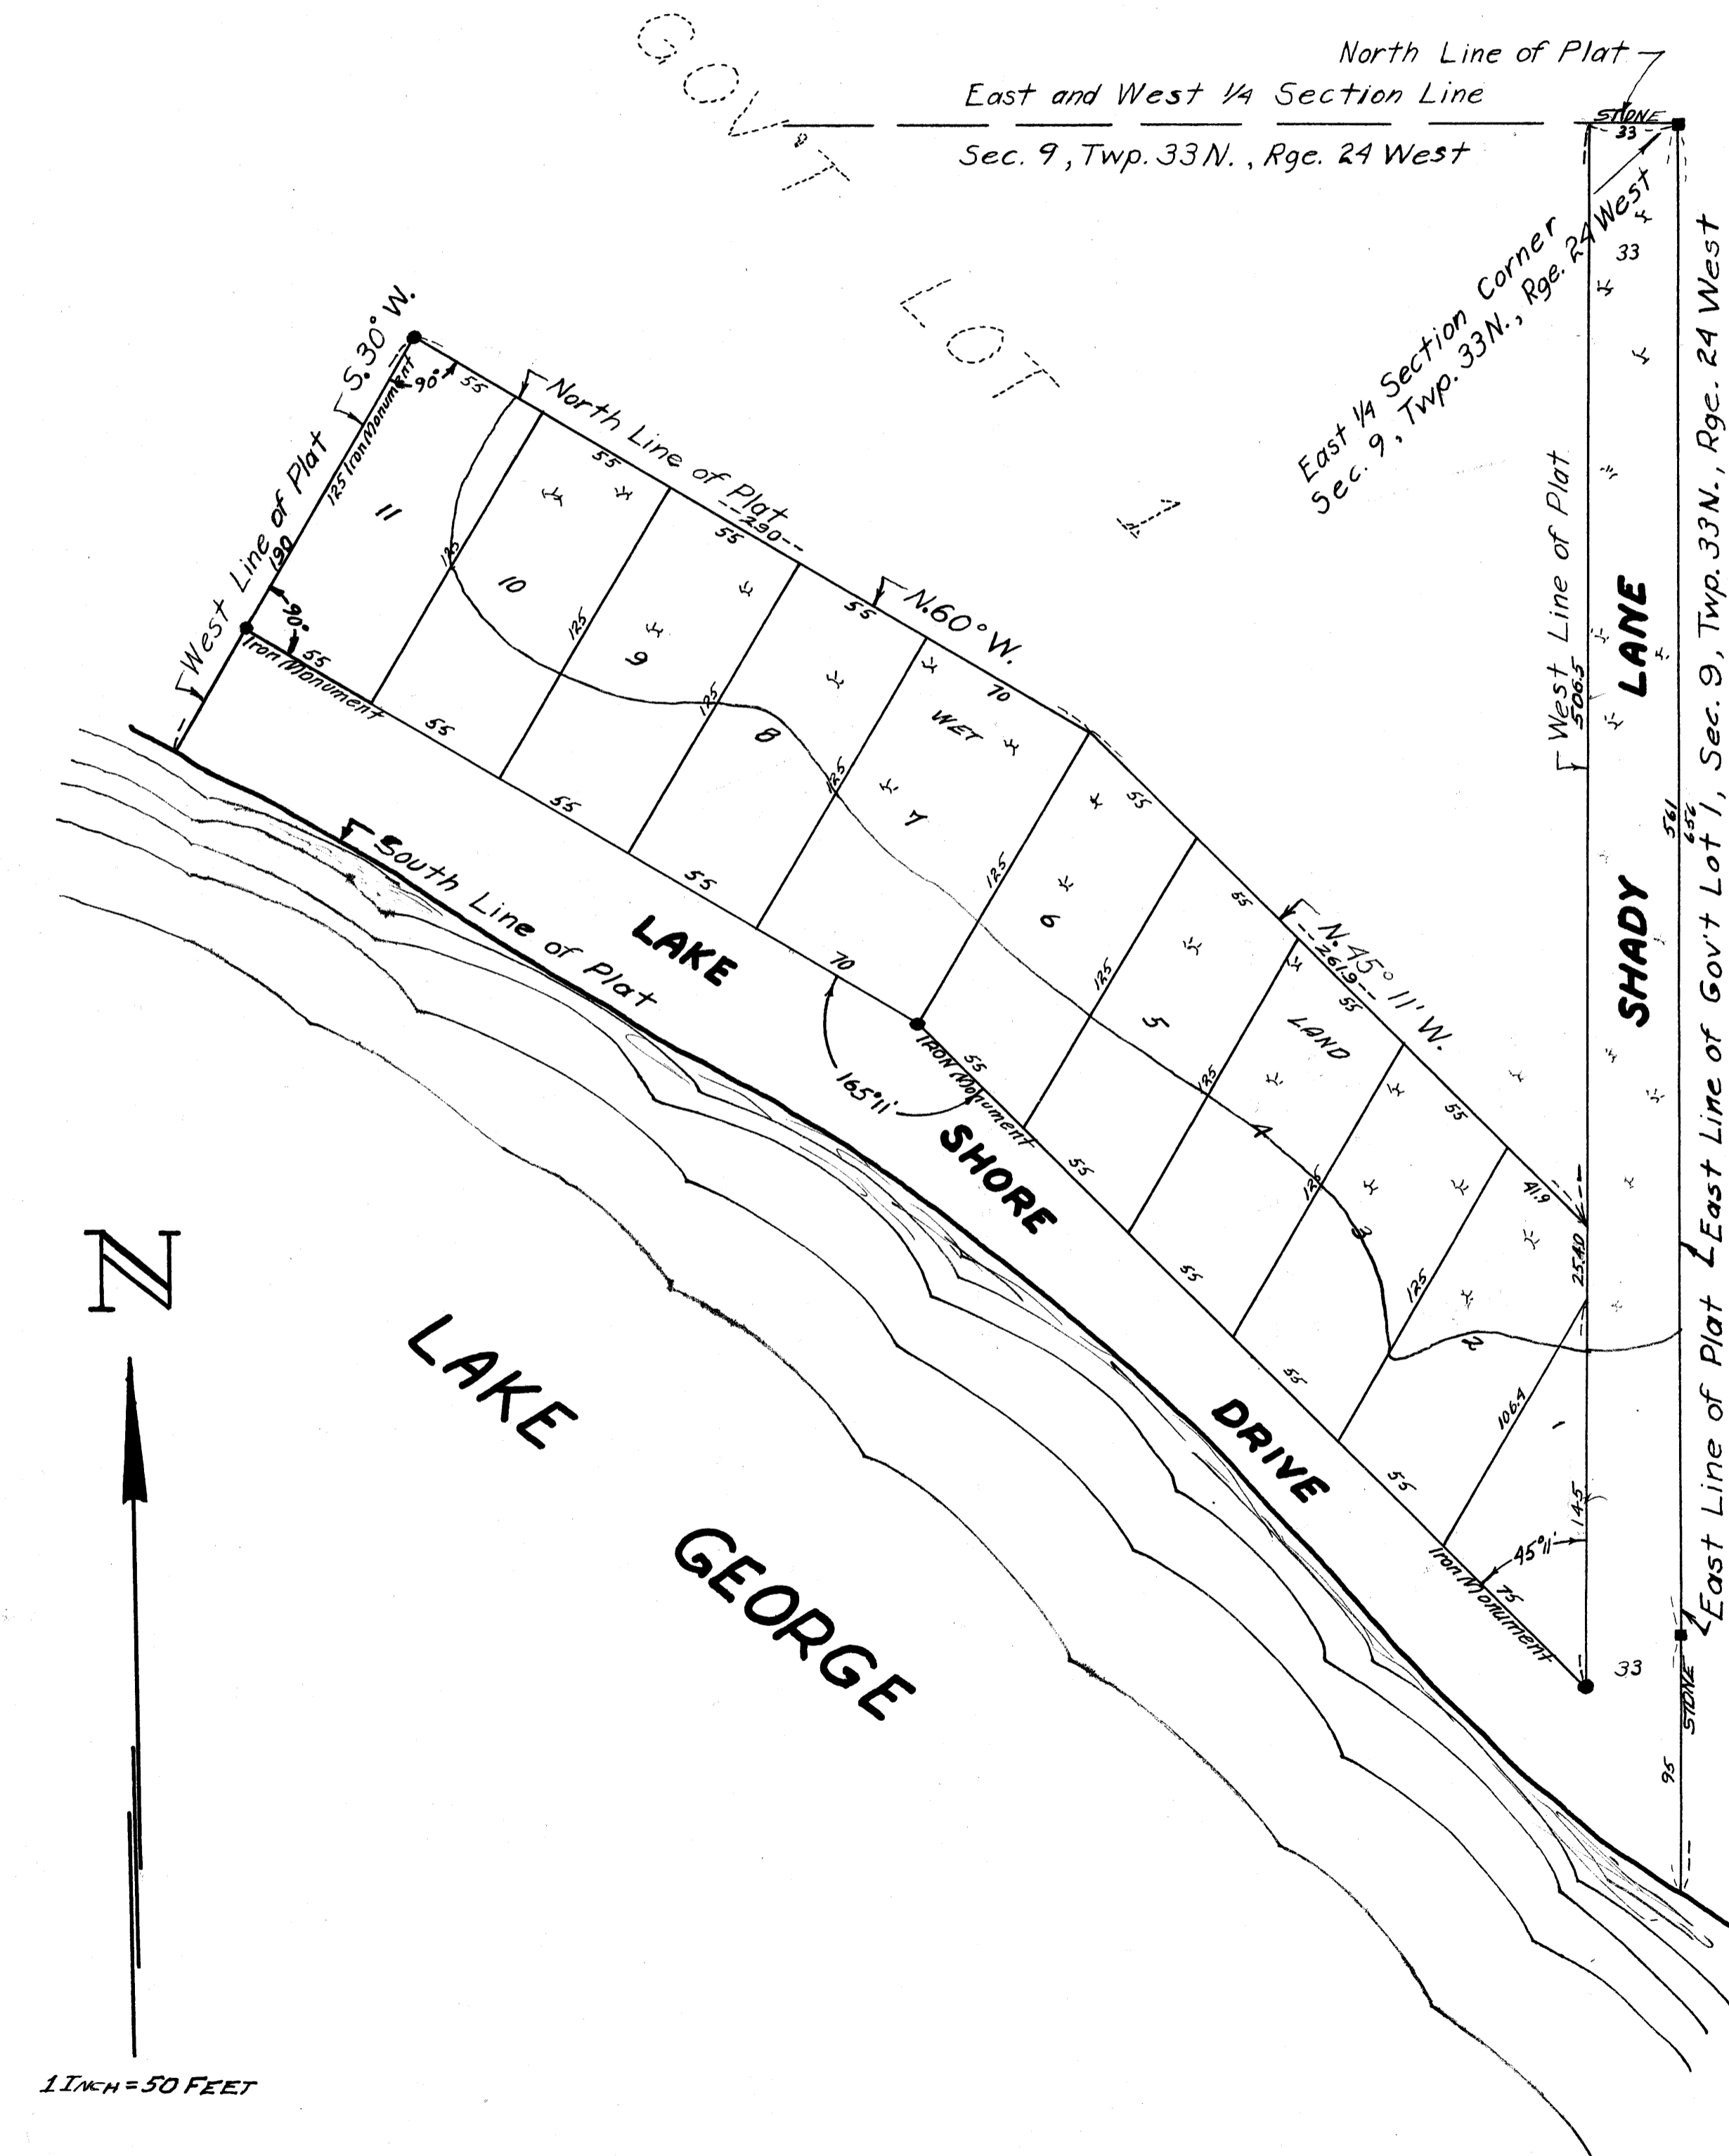 GOV'T
LOT
1
North Line of Plat
East and West 1/4 Section Line
Sec. 9, Twp. 33 N., Rge. 24 West
STONE
33
33
East 1/4 Section Corner
Sec. 9, Twp. 33 N., Rge. 24 West
S. 30° W.
125 Iron Monument
90°
West Line of Plat
190
90°
55
Iron Monument
North Line of Plat
--290--
N. 60° W.
55
55
55
55
70
55
55
N. 45° 11' W.
--261.9--
55
55
41.9
25.40
11
10
9
8
7
6
5
4
3
2
1
125
125
125
125
125
125
125
125
125
106.4
WET
LAND
55
55
55
70
165°11'
55
IRON Monument
55
55
55
55
75
Iron Monument
45°11'
145
West Line of Plat
506.5
SHADY LANE
561
656
East Line of Plat
East Line of Gov't Lot 1, Sec. 9, Twp. 33 N., Rge. 24 West
33
STONE
95
South Line of Plat
LAKE SHORE DRIVE
N
LAKE
GEORGE
1 INCH = 50 FEET